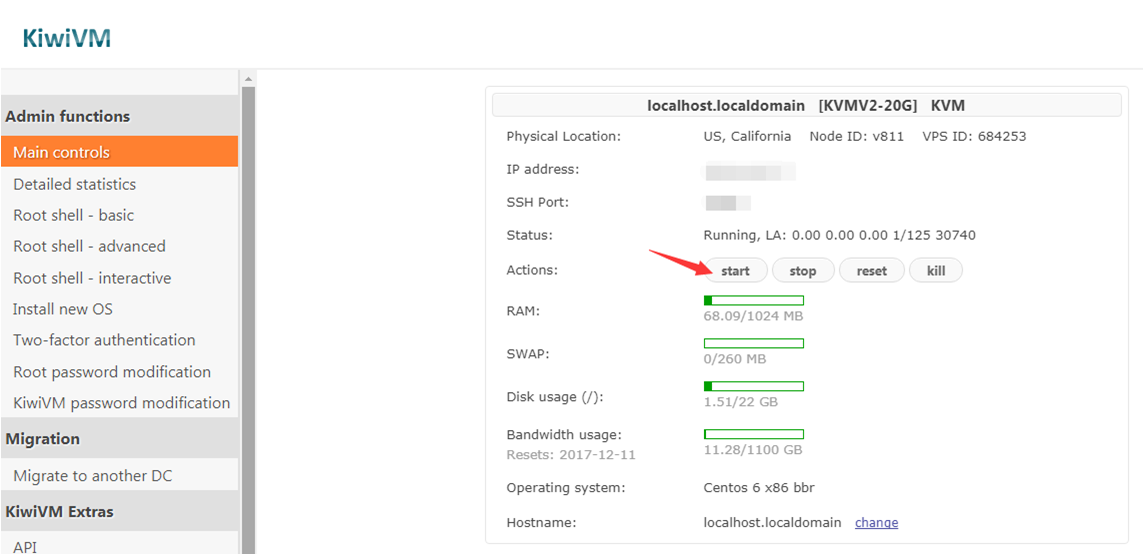 KiwiVM
Admin functions
Main controls
Detailed statistics
Root shell - basic
Root shell - advanced
Root shell - interactive
Install new OS
Two-factor authentication
Root password modification
KiwiVM password modification
Migration
Migrate to another DC
KiwiVM Extras
API
localhost.localdomain [KVMV2-20G] KVM
Physical Location: US, California Node ID: v811 VPS ID: 684253
IP address:
SSH Port:
Status: Running, LA: 0.00 0.00 0.00 1/125 30740
Actions: start stop reset kill
RAM:
68.09/1024 MB
SWAP:
0/260 MB
Disk usage (/):
1.51/22 GB
Bandwidth usage:
Resets: 2017-12-11
11.28/1100 GB
Operating system: Centos 6 x86 bbr
Hostname: localhost.localdomain change